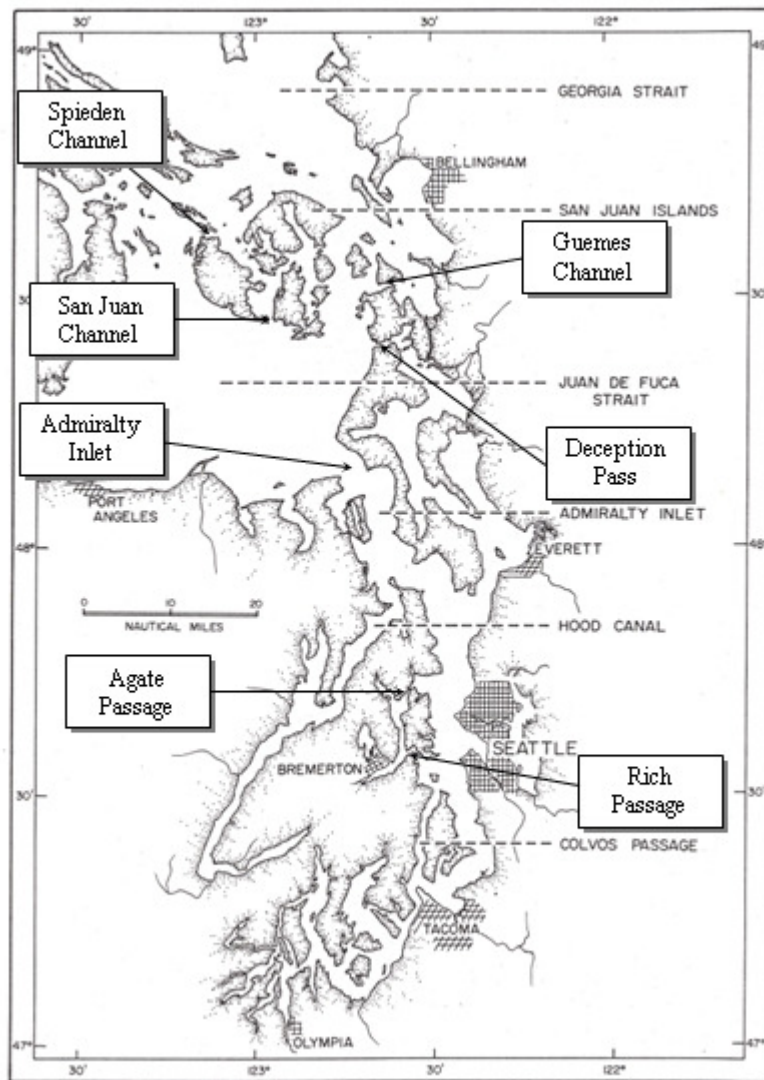 30' 123° 30' 122°
49°
49°
GEORGIA STRAIT
Spieden
Channel
BELLINGHAM
SAN JUAN ISLANDS
Guemes
Channel
30'
30'
San Juan
Channel
JUAN DE FUCA
STRAIT
Admiralty
Inlet
Deception
Pass
PORT
ANGELES
ADMIRALTY INLET
48°
48°
EVERETT
0 10 20
NAUTICAL MILES
HOOD CANAL
Agate
Passage
SEATTLE
BREMERTON
Rich
Passage
30'
30'
COLVOS PASSAGE
TACOMA
OLYMPIA
47°
47°
30' 123° 30' 122°